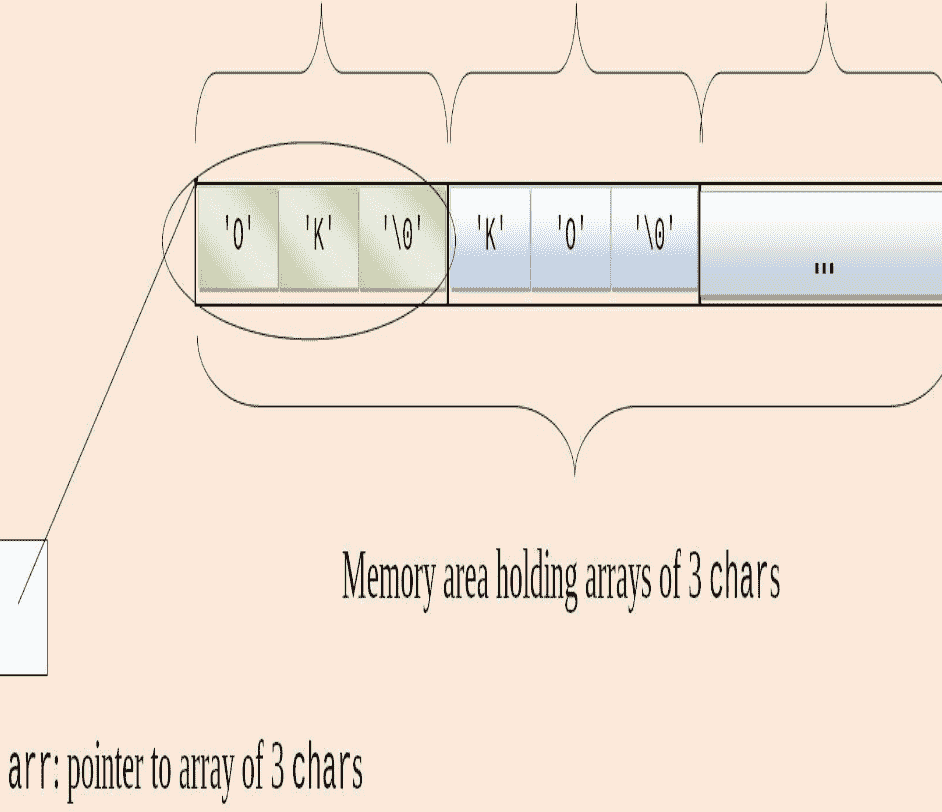 'O' 'K' '\0' 'K' 'O' '\0' ...
Memory area holding arrays of 3 chars
arr: pointer to array of 3 chars